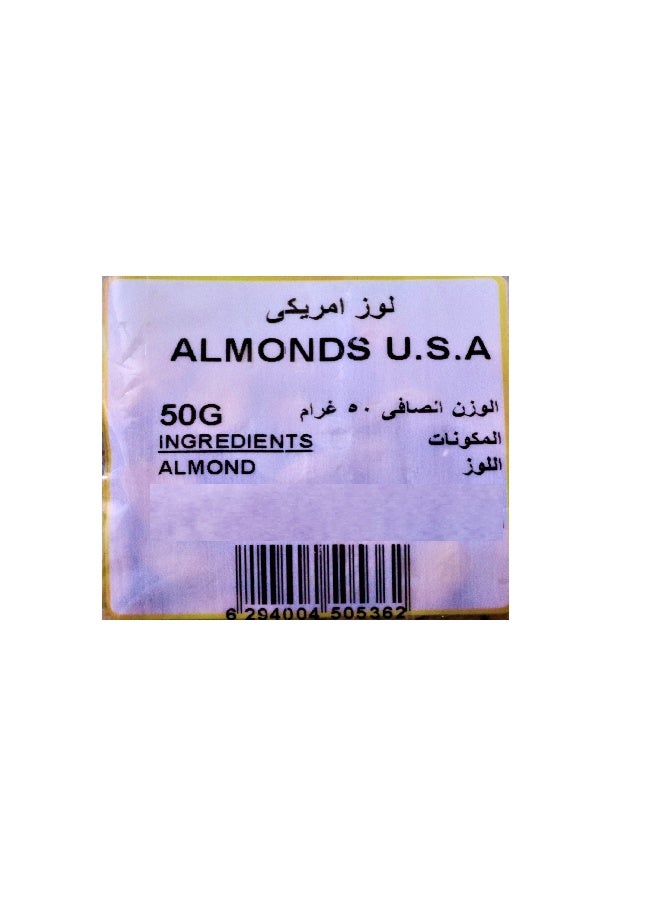 لوز امريكى
ALMONDS U.S.A
50G الوزن انصافى ٥٠ غرام
INGREDIENTS المكونات
ALMOND اللوز
6 294004 505362